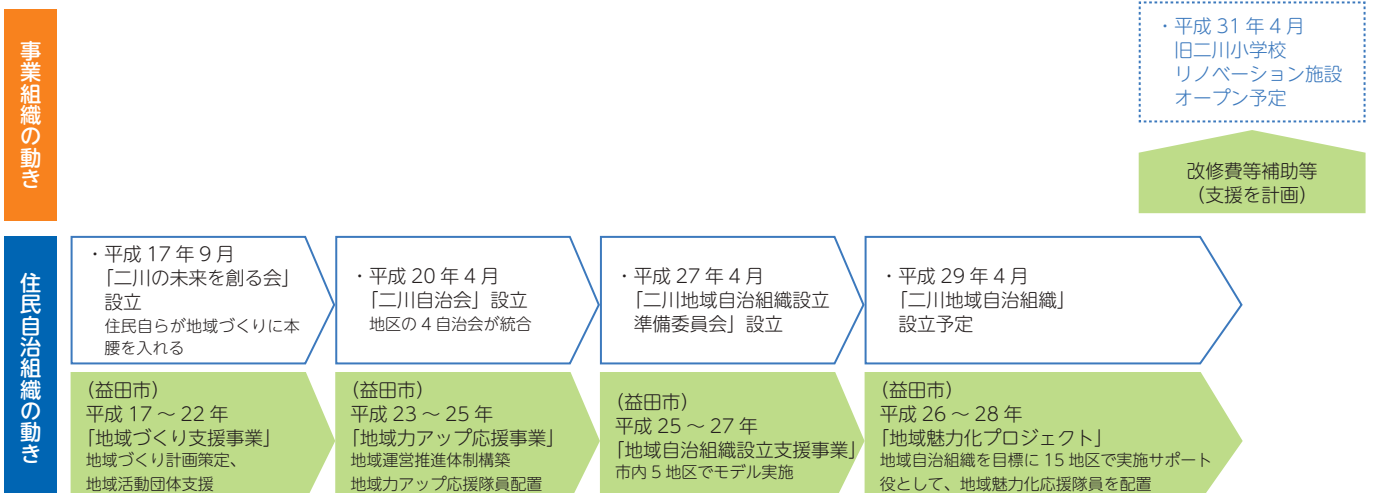 事業組織の動き
・平成 31 年 4 月
旧二川小学校
リノベーション施設
オープン予定
改修費等補助等
（支援を計画）
住民自治組織の動き
・平成 17 年 9 月
「二川の未来を創る会」
設立
住民自らが地域づくりに本
腰を入れる
・平成 20 年 4 月
「二川自治会」設立
地区の 4 自治会が統合
・平成 27 年 4 月
「二川地域自治組織設立
準備委員会」設立
・平成 29 年 4 月
「二川地域自治組織」
設立予定
（益田市）
平成 17 ～ 22 年
「地域づくり支援事業」
地域づくり計画策定、
地域活動団体支援
（益田市）
平成 23 ～ 25 年
「地域力アップ応援事業」
地域運営推進体制構築
地域力アップ応援隊員配置
（益田市）
平成 25 ～ 27 年
「地域自治組織設立支援事業」
市内 5 地区でモデル実施
（益田市）
平成 26 ～ 28 年
「地域魅力化プロジェクト」
地域自治組織を目標に 15 地区で実施サポート
役として、地域魅力化応援隊員を配置